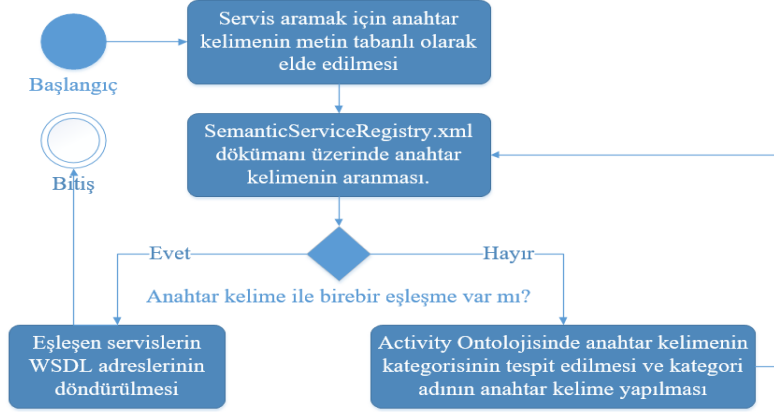 Servis aramak için anahtar
kelimenin metin tabanlı olarak
elde edilmesi
Başlangıç
SemanticServiceRegistry.xml
dökümanı üzerinde anahtar
kelimenin aranması.
Bitiş
Evet
Hayır
Anahtar kelime ile birebir eşleşme var mı?
Eşleşen servislerin
WSDL adreslerinin
döndürülmesi
Activity Ontolojisinde anahtar kelimenin
kategorisinin tespit edilmesi ve kategori
adının anahtar kelime yapılması